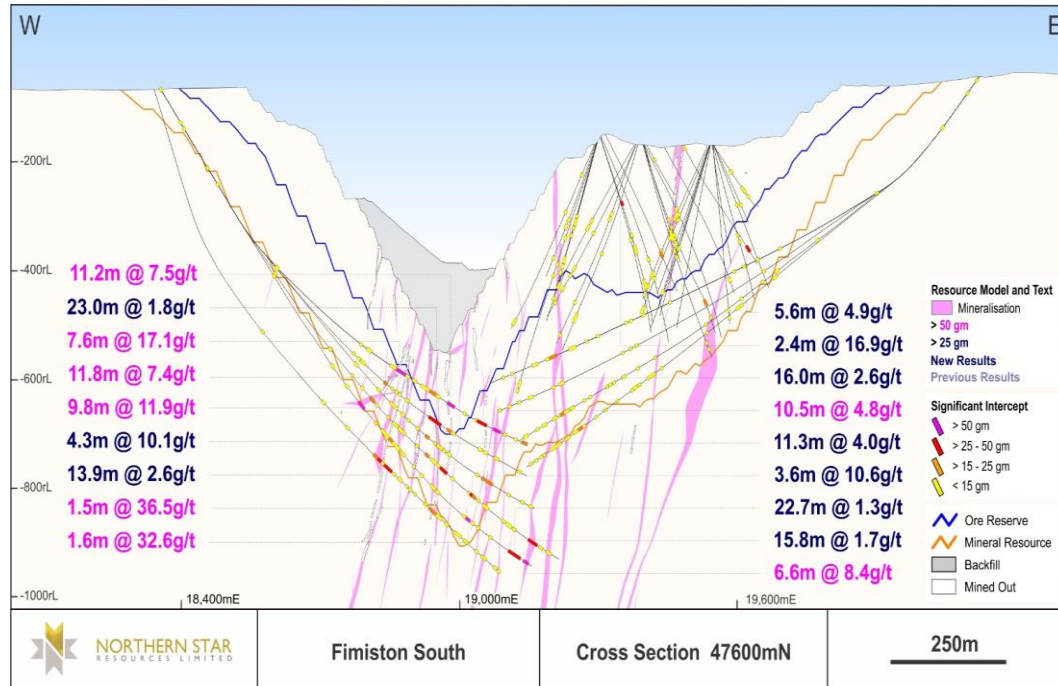 W
E
-200rL
-400rL
-600rL
-800rL
-1000rL
11.2m @ 7.5g/t
23.0m @ 1.8g/t
7.6m @ 17.1g/t
11.8m @ 7.4g/t
9.8m @ 11.9g/t
4.3m @ 10.1g/t
13.9m @ 2.6g/t
1.5m @ 36.5g/t
1.6m @ 32.6g/t
5.6m @ 4.9g/t
2.4m @ 16.9g/t
16.0m @ 2.6g/t
10.5m @ 4.8g/t
11.3m @ 4.0g/t
3.6m @ 10.6g/t
22.7m @ 1.3g/t
15.8m @ 1.7g/t
6.6m @ 8.4g/t
Resource Model and Text
Mineralisation
> 50 gm
> 25 gm
New Results
Previous Results
Significant Intercept
> 50 gm
> 25 - 50 gm
> 15 - 25 gm
< 15 gm
Ore Reserve
Mineral Resource
Backfill
Mined Out
18,400mE
19,000mE
19,600mE
NORTHERN STAR
RESOURCES LIMITED
Fimiston South
Cross Section 47600mN
250m